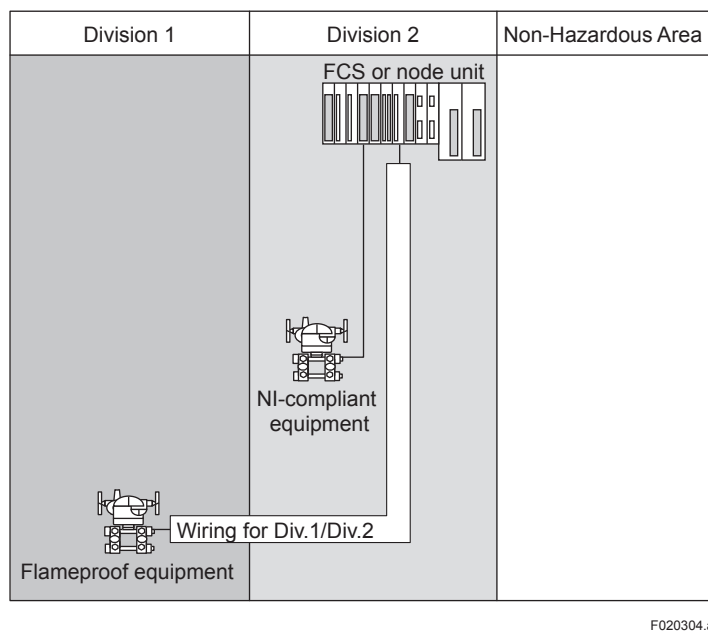 Division 1
Division 2
Non-Hazardous Area
FCS or node unit
NI-compliant
equipment
Wiring for Div.1/Div.2
Flameproof equipment